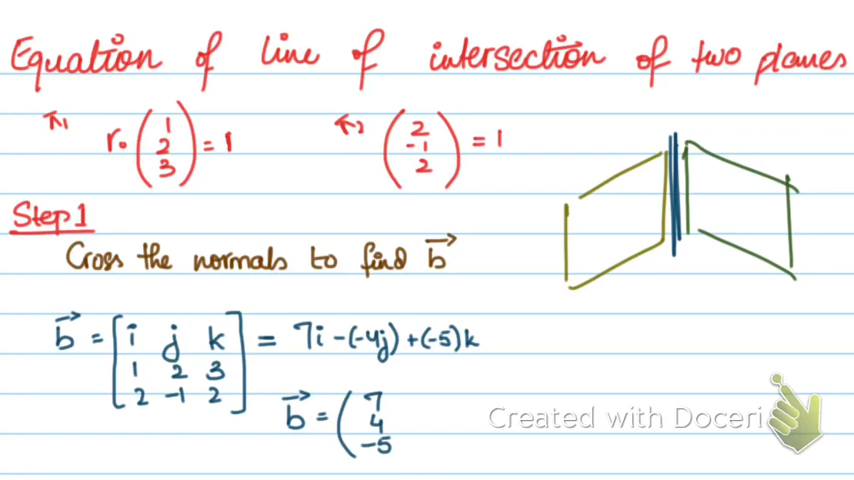 Equation of line of intersection of two planes
π1 r. (1 2 3) = 1 π2 (2 -1 2) = 1
Step 1
Cross the normals to find b→
b→ = [i j k = 7i -(-4j) + (-5)k
1 2 3
2 -1 2]
b→ = (7
4
-5
Created with Doceri